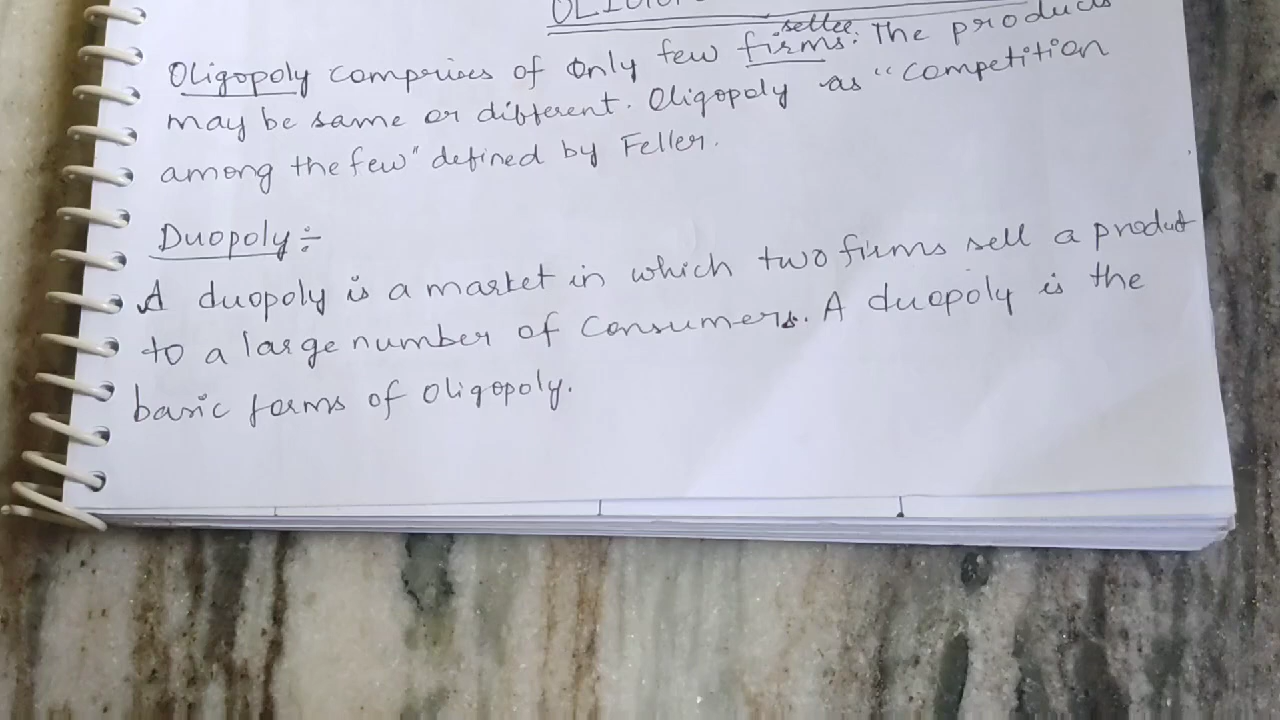 seller
Oligopoly comprises of only few firms. The products
may be same or different. Oligopoly as "competition
among the few" defined by Feller.
Duopoly ÷
A duopoly is a market in which two firms sell a product
to a large number of consumers. A duopoly is the
basic forms of oligopoly.